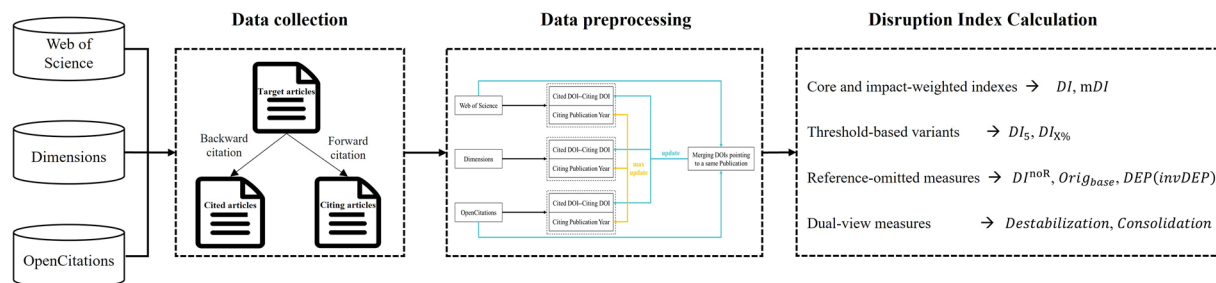 Data collection
Data preprocessing
Disruption Index Calculation
Web of
Science
Dimensions
OpenCitations
Target articles
Backward
citation
Forward
citation
Cited articles
Citing articles
Web of Science
Cited DOI–Citing DOI
Citing Publication Year
Dimensions
Cited DOI–Citing DOI
Citing Publication Year
OpenCitations
Cited DOI–Citing DOI
Citing Publication Year
update
max
update
Merging DOIs pointing
to a same Publication
Core and impact-weighted indexes → DI, mDI
Threshold-based variants → DI₅, DI_X%
Reference-omitted measures → DI^noR, Orig_base, DEP(invDEP)
Dual-view measures → Destabilization, Consolidation